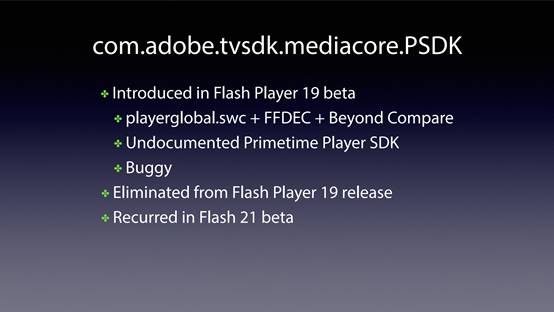 com.adobe.tvsdk.mediacore.PSDK
Introduced in Flash Player 19 beta
playerglobal.swc + FFDEC + Beyond Compare
Undocumented Primetime Player SDK
Buggy
Eliminated from Flash Player 19 release
Recurred in Flash 21 beta